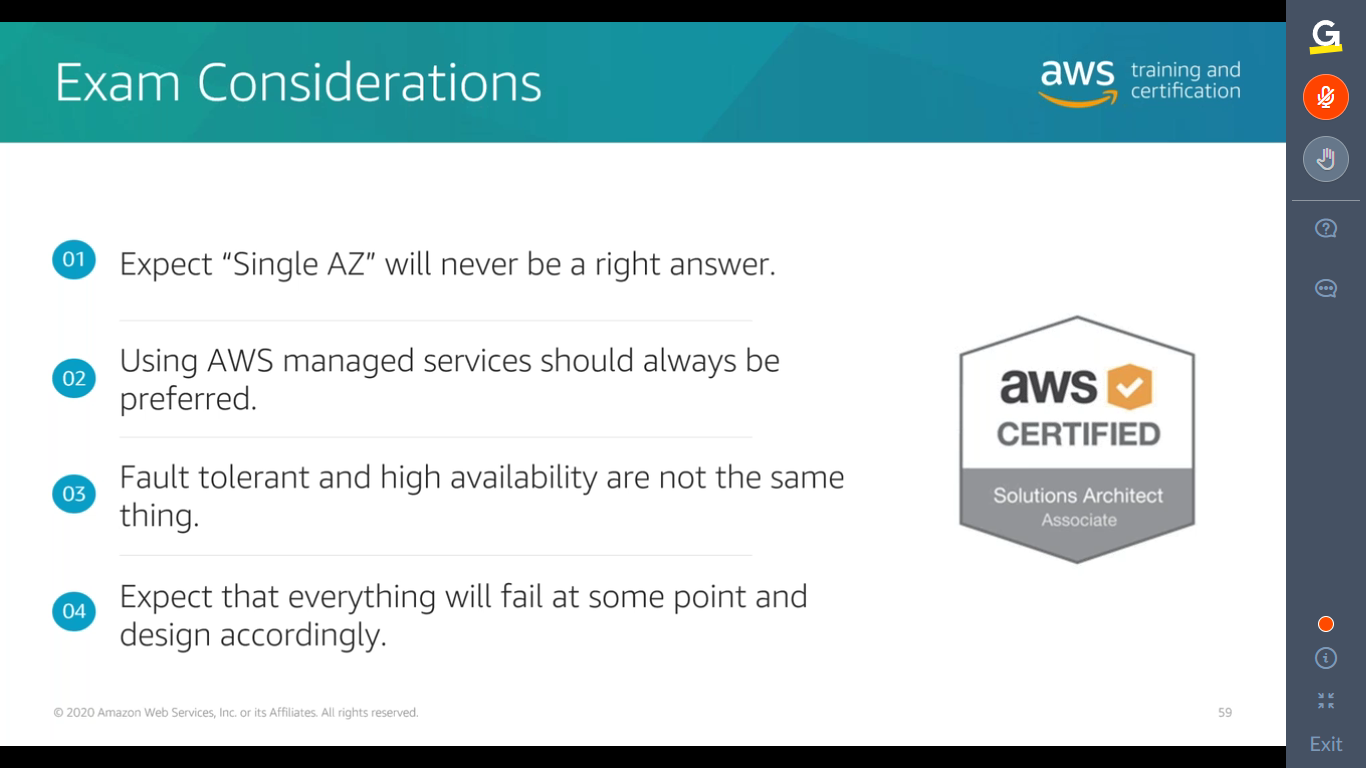 Exam Considerations
aws training and
certification
01 Expect “Single AZ” will never be a right answer.
02 Using AWS managed services should always be
preferred.
03 Fault tolerant and high availability are not the same
thing.
04 Expect that everything will fail at some point and
design accordingly.
aws
CERTIFIED
Solutions Architect
Associate
© 2020 Amazon Web Services, Inc. or its Affiliates. All rights reserved.
59
G
Exit